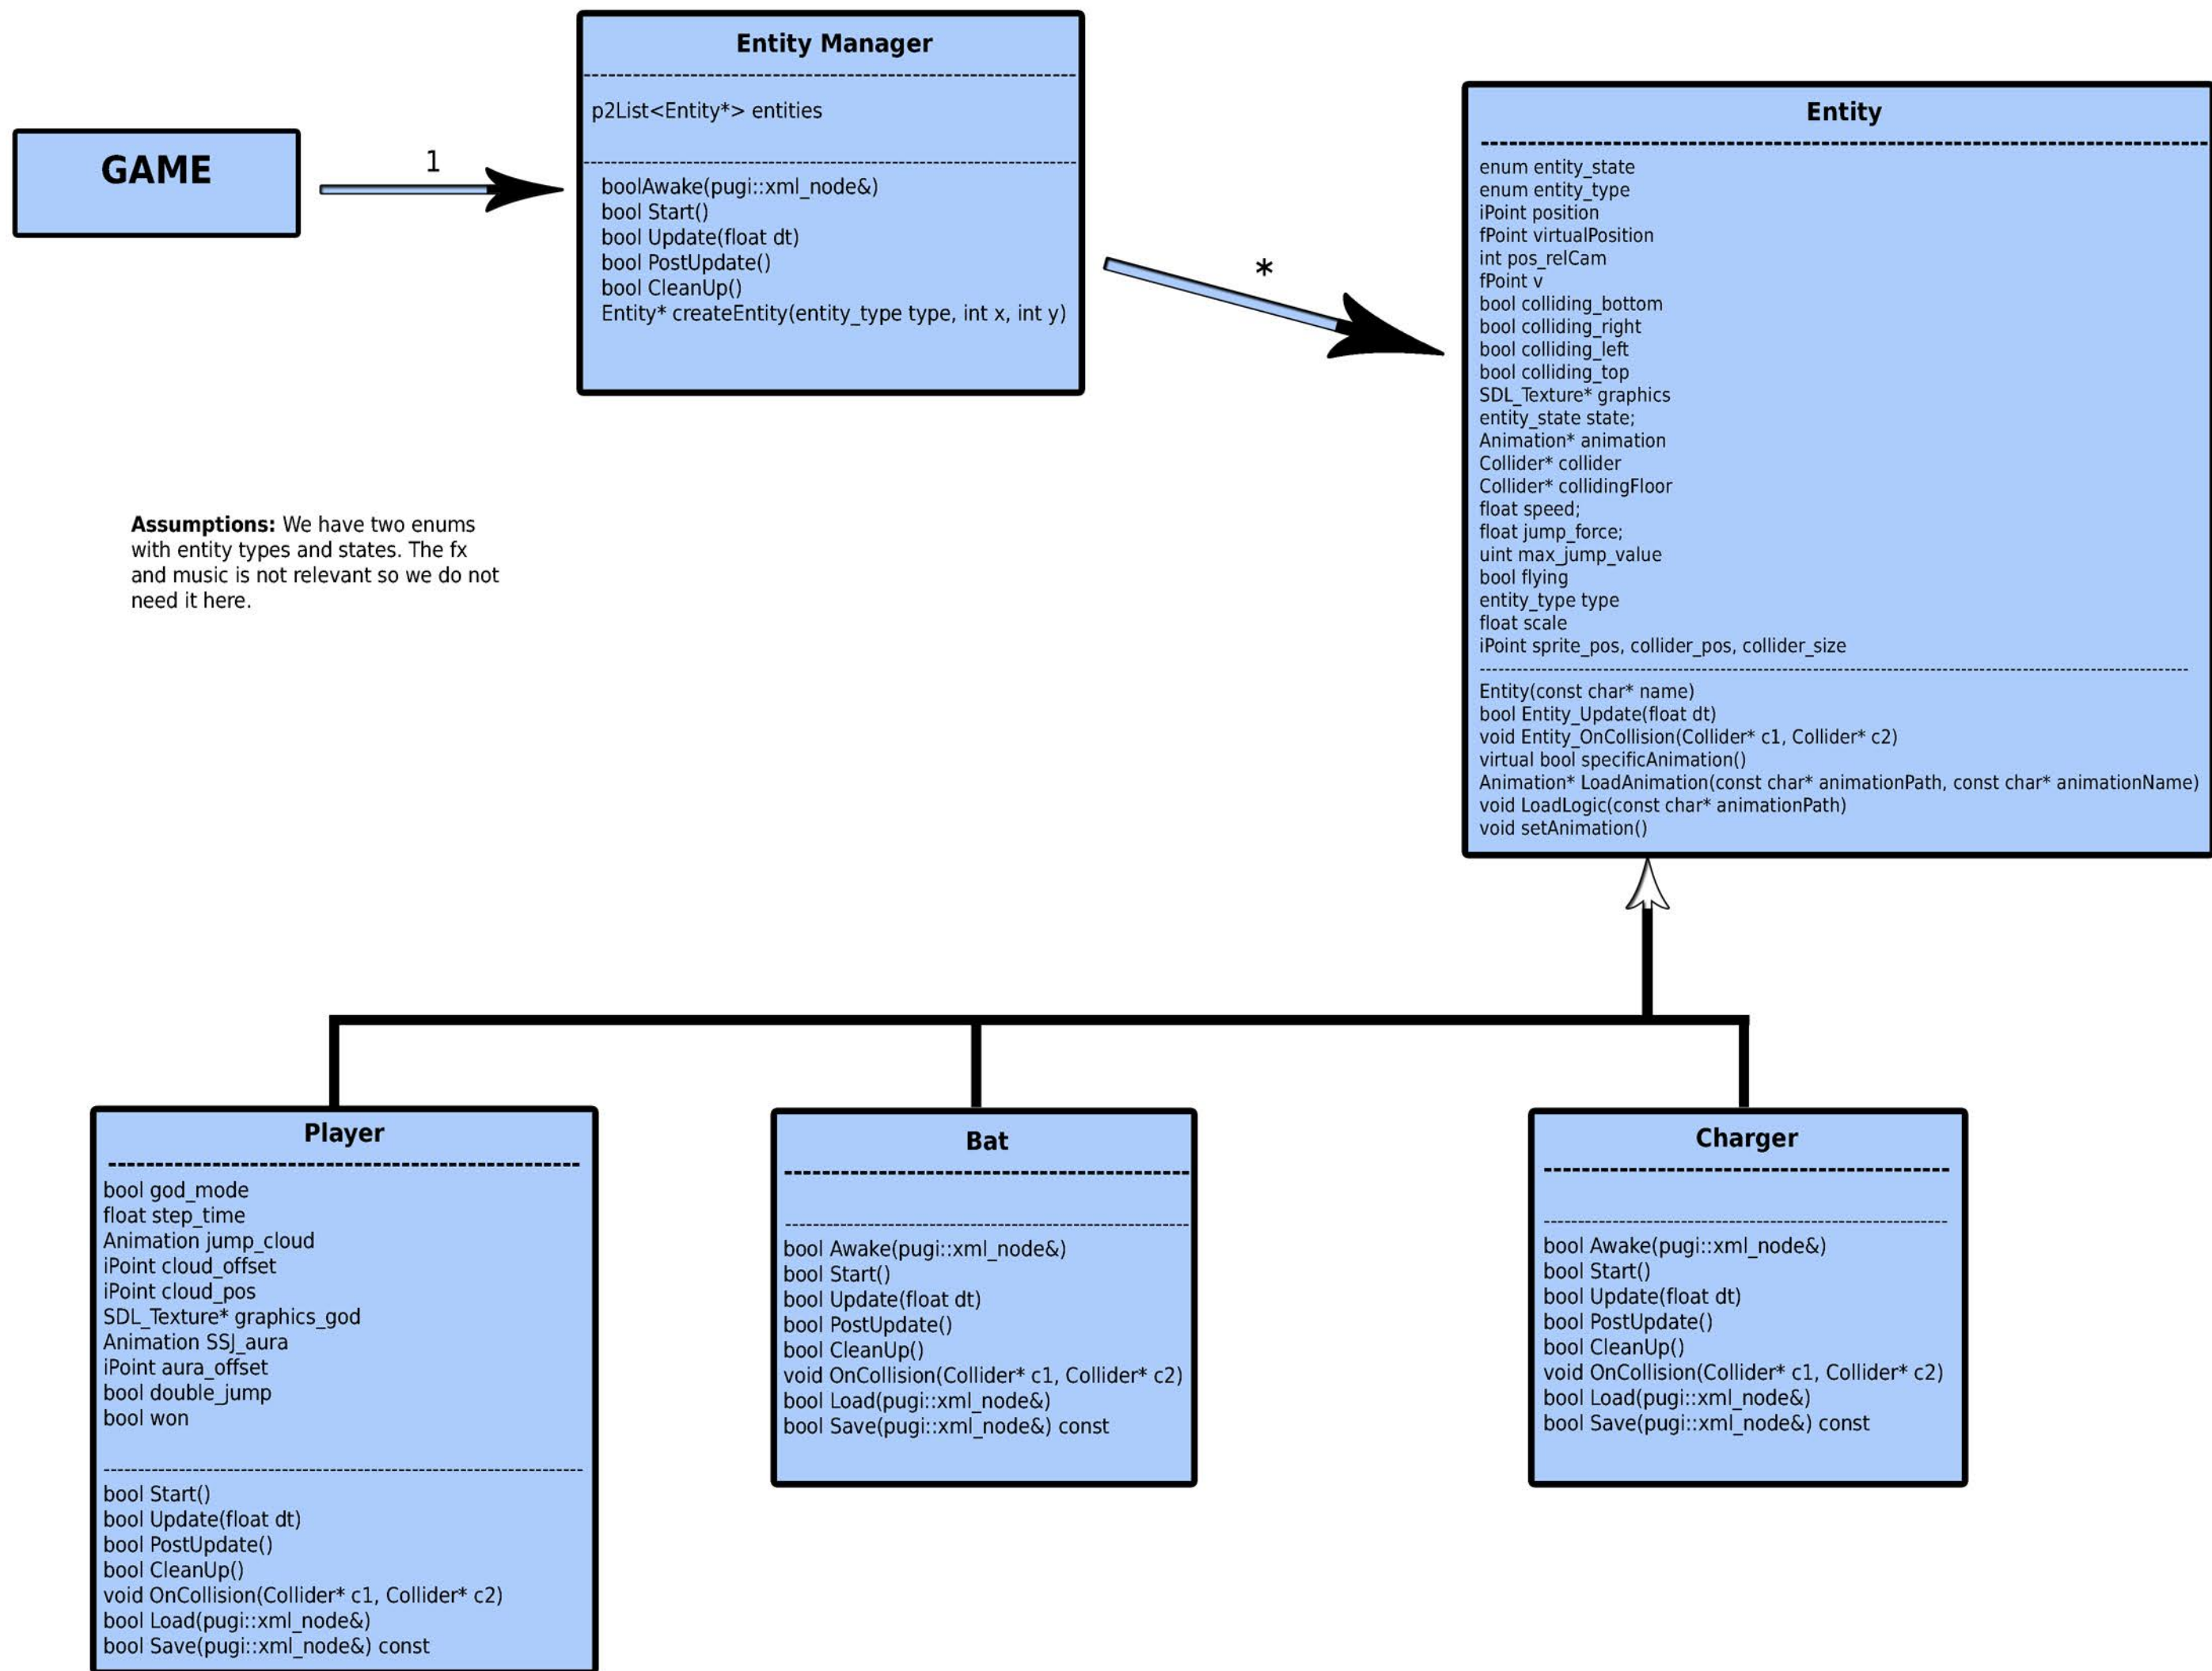 GAME
1
Entity Manager
p2List<Entity*> entities
boolAwake(pugi::xml_node&)
bool Start()
bool Update(float dt)
bool PostUpdate()
bool CleanUp()
Entity* createEntity(entity_type type, int x, int y)
*
Entity
enum entity_state
enum entity_type
iPoint position
fPoint virtualPosition
int pos_relCam
fPoint v
bool colliding_bottom
bool colliding_right
bool colliding_left
bool colliding_top
SDL_Texture* graphics
entity_state state;
Animation* animation
Collider* collider
Collider* collidingFloor
float speed;
float jump_force;
uint max_jump_value
bool flying
entity_type type
float scale
iPoint sprite_pos, collider_pos, collider_size
Entity(const char* name)
bool Entity_Update(float dt)
void Entity_OnCollision(Collider* c1, Collider* c2)
virtual bool specificAnimation()
Animation* LoadAnimation(const char* animationPath, const char* animationName)
void LoadLogic(const char* animationPath)
void setAnimation()
Assumptions: We have two enums
with entity types and states. The fx
and music is not relevant so we do not
need it here.
Player
bool god_mode
float step_time
Animation jump_cloud
iPoint cloud_offset
iPoint cloud_pos
SDL_Texture* graphics_god
Animation SSJ_aura
iPoint aura_offset
bool double_jump
bool won
bool Start()
bool Update(float dt)
bool PostUpdate()
bool CleanUp()
void OnCollision(Collider* c1, Collider* c2)
bool Load(pugi::xml_node&)
bool Save(pugi::xml_node&) const
Bat
bool Awake(pugi::xml_node&)
bool Start()
bool Update(float dt)
bool PostUpdate()
bool CleanUp()
void OnCollision(Collider* c1, Collider* c2)
bool Load(pugi::xml_node&)
bool Save(pugi::xml_node&) const
Charger
bool Awake(pugi::xml_node&)
bool Start()
bool Update(float dt)
bool PostUpdate()
bool CleanUp()
void OnCollision(Collider* c1, Collider* c2)
bool Load(pugi::xml_node&)
bool Save(pugi::xml_node&) const